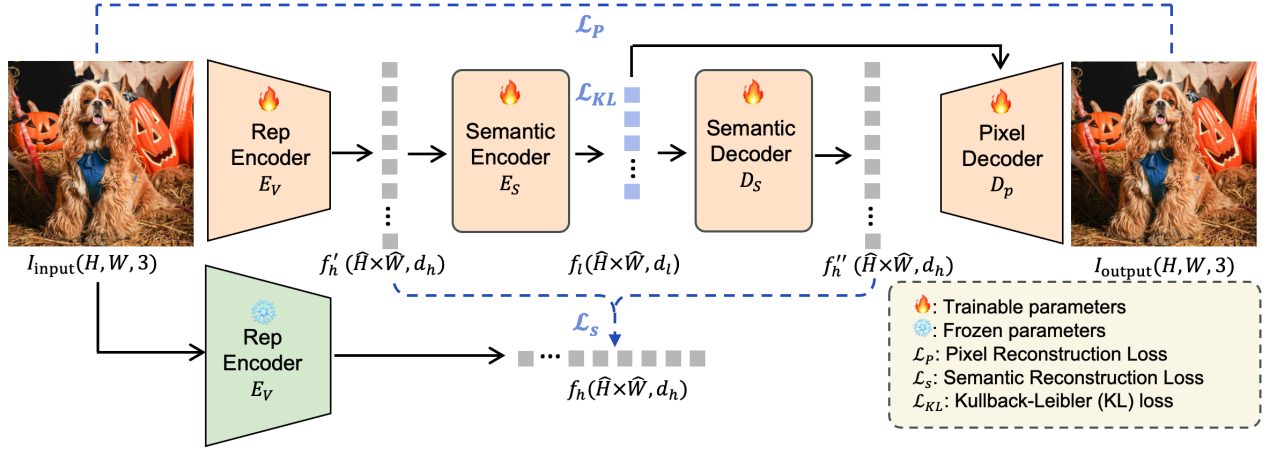 ℒ_P
Rep
Encoder
E_V
Semantic
Encoder
E_S
ℒ_KL
Semantic
Decoder
D_S
Pixel
Decoder
D_p
I_input(H, W, 3)
f_h′ (Ĥ×Ŵ, d_h)
f_l(Ĥ×Ŵ, d_l)
f_h′′ (Ĥ×Ŵ, d_h)
I_output(H, W, 3)
Rep
Encoder
E_V
ℒ_s
f_h(Ĥ×Ŵ, d_h)
: Trainable parameters
: Frozen parameters
ℒ_P: Pixel Reconstruction Loss
ℒ_s: Semantic Reconstruction Loss
ℒ_KL: Kullback-Leibler (KL) loss